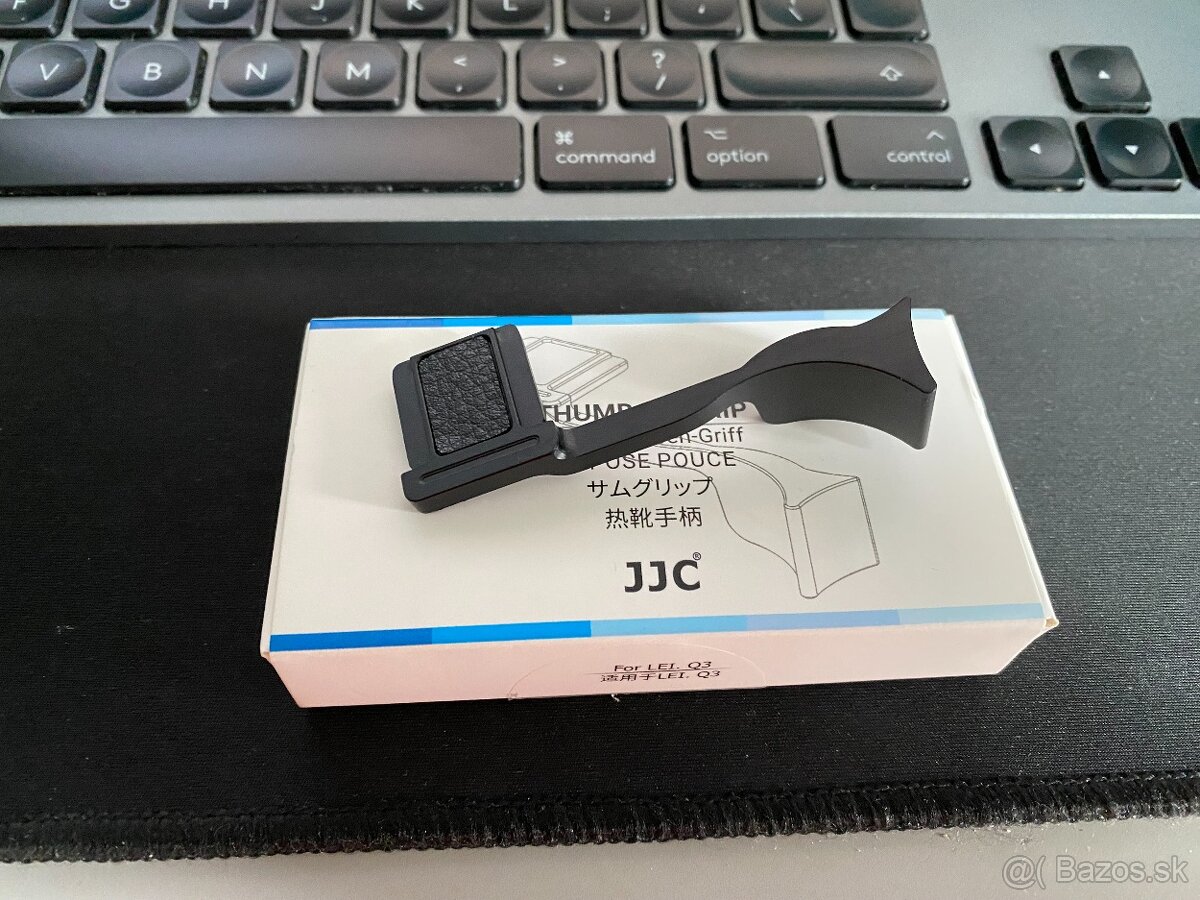 F G H J K L : ;
V B N M < , > . ? /
⌘ command ⌥ option ^ control
THUMB
en-Griff
POUCE
サムグリップ
热靴手柄
JJC®
For LEI. Q3
适用于LEI. Q3
@( Bazos.sk